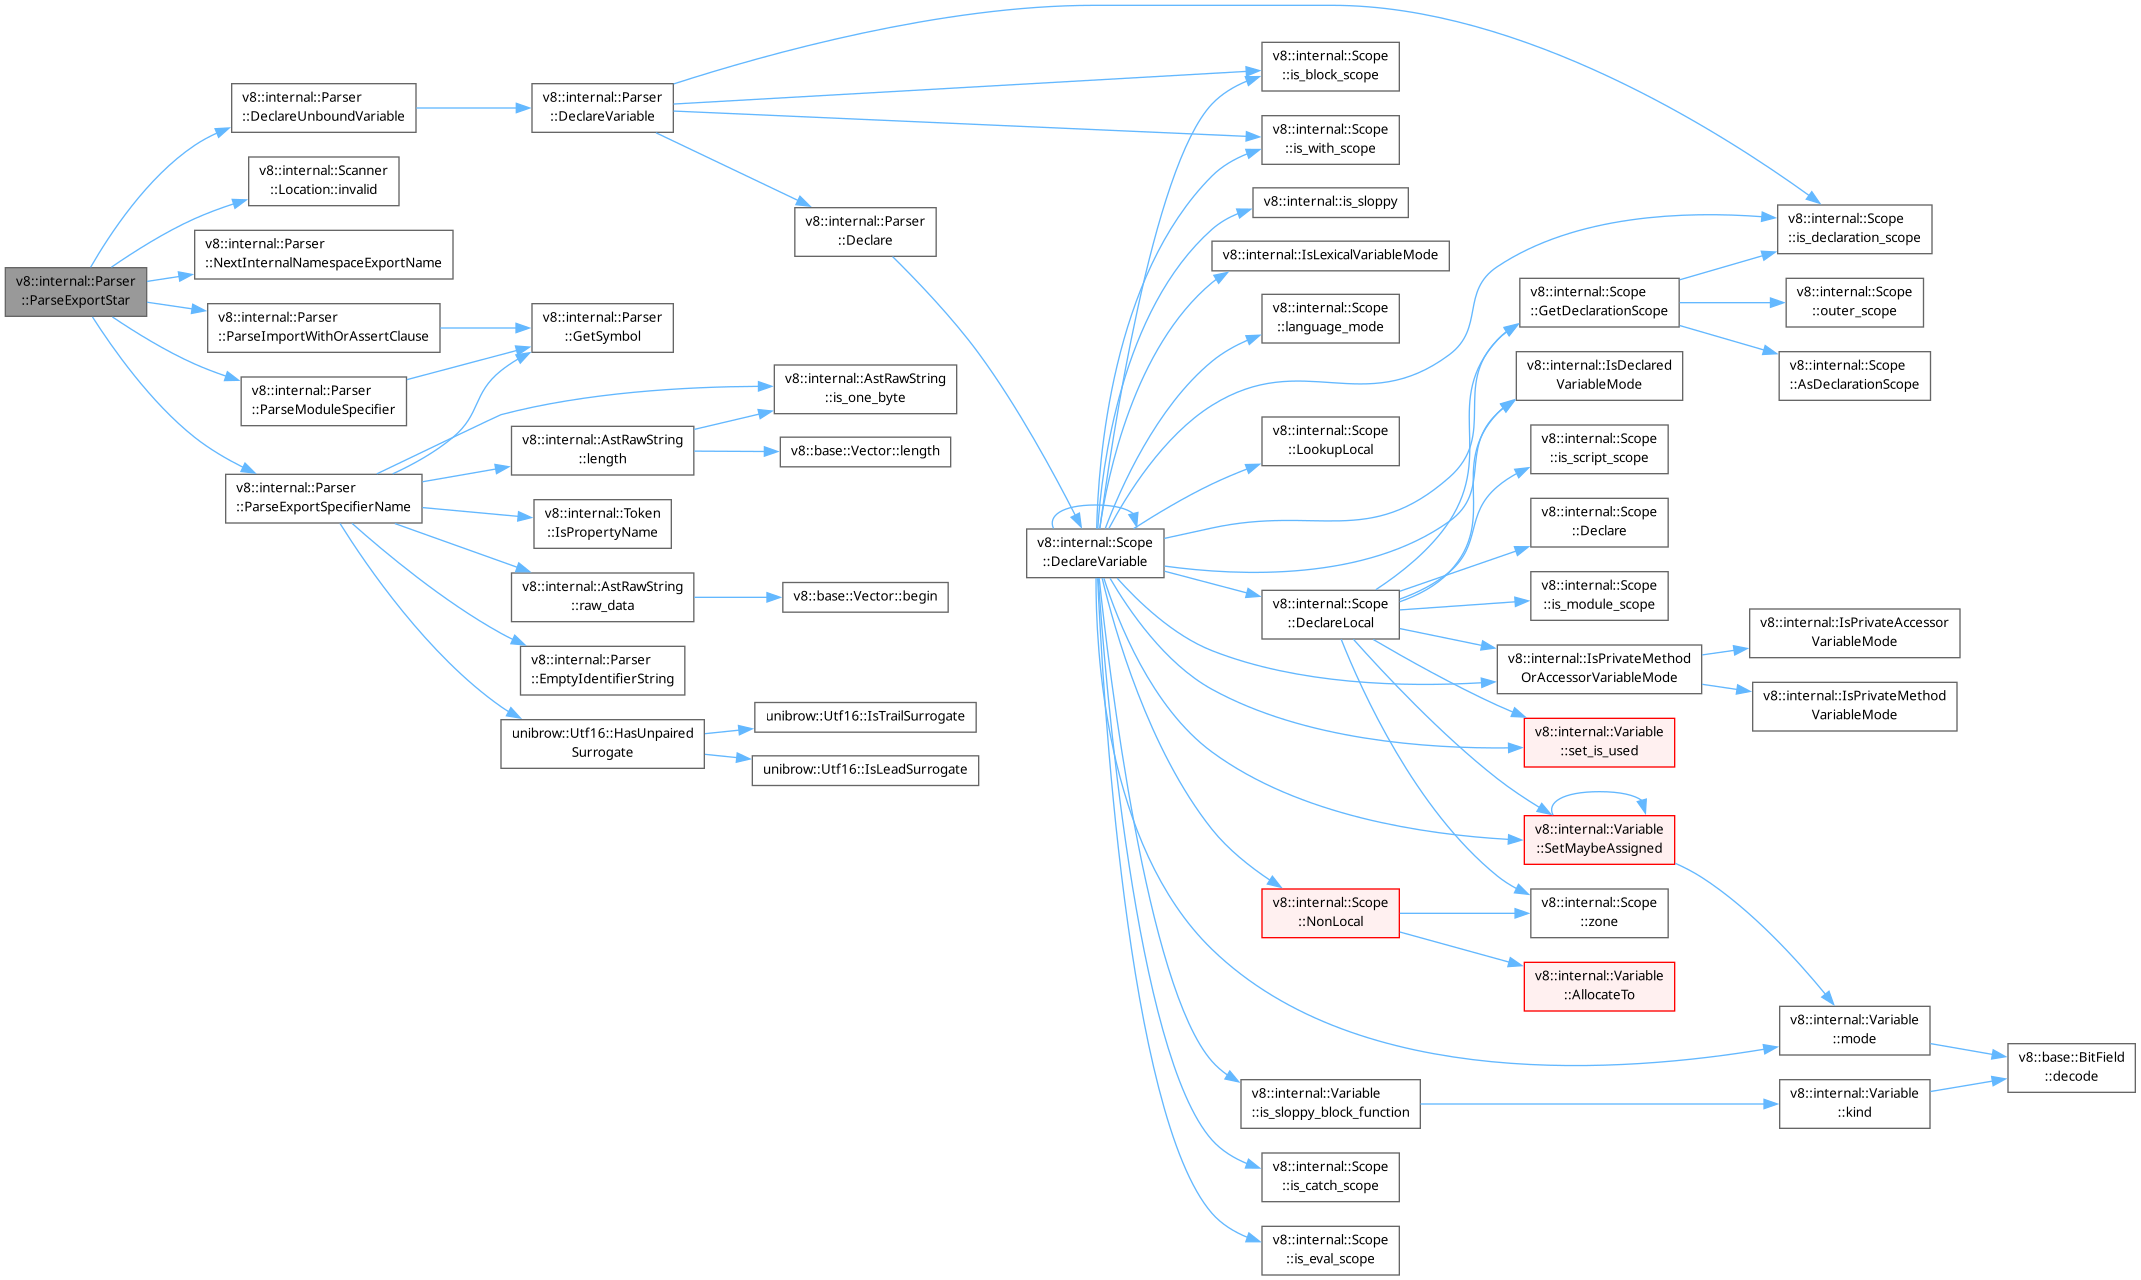 v8::internal::Parser
::ParseExportStar
v8::internal::Parser
::DeclareUnboundVariable
v8::internal::Scanner
::Location::invalid
v8::internal::Parser
::NextInternalNamespaceExportName
v8::internal::Parser
::ParseImportWithOrAssertClause
v8::internal::Parser
::ParseModuleSpecifier
v8::internal::Parser
::ParseExportSpecifierName
v8::internal::Parser
::DeclareVariable
v8::internal::Parser
::GetSymbol
v8::internal::AstRawString
::length
v8::internal::Token
::IsPropertyName
v8::internal::AstRawString
::raw_data
v8::internal::Parser
::EmptyIdentifierString
unibrow::Utf16::HasUnpaired
Surrogate
v8::internal::Parser
::Declare
v8::internal::AstRawString
::is_one_byte
v8::base::Vector::length
v8::base::Vector::begin
unibrow::Utf16::IsTrailSurrogate
unibrow::Utf16::IsLeadSurrogate
v8::internal::Scope
::DeclareVariable
v8::internal::Scope
::is_block_scope
v8::internal::Scope
::is_with_scope
v8::internal::is_sloppy
v8::internal::IsLexicalVariableMode
v8::internal::Scope
::language_mode
v8::internal::Scope
::LookupLocal
v8::internal::Scope
::DeclareLocal
v8::internal::Scope
::NonLocal
v8::internal::Variable
::is_sloppy_block_function
v8::internal::Scope
::is_catch_scope
v8::internal::Scope
::is_eval_scope
v8::internal::Scope
::GetDeclarationScope
v8::internal::IsDeclared
VariableMode
v8::internal::Scope
::is_script_scope
v8::internal::Scope
::Declare
v8::internal::Scope
::is_module_scope
v8::internal::IsPrivateMethod
OrAccessorVariableMode
v8::internal::Variable
::set_is_used
v8::internal::Variable
::SetMaybeAssigned
v8::internal::Scope
::zone
v8::internal::Variable
::AllocateTo
v8::internal::Scope
::is_declaration_scope
v8::internal::Scope
::outer_scope
v8::internal::Scope
::AsDeclarationScope
v8::internal::IsPrivateAccessor
VariableMode
v8::internal::IsPrivateMethod
VariableMode
v8::internal::Variable
::mode
v8::internal::Variable
::kind
v8::base::BitField
::decode